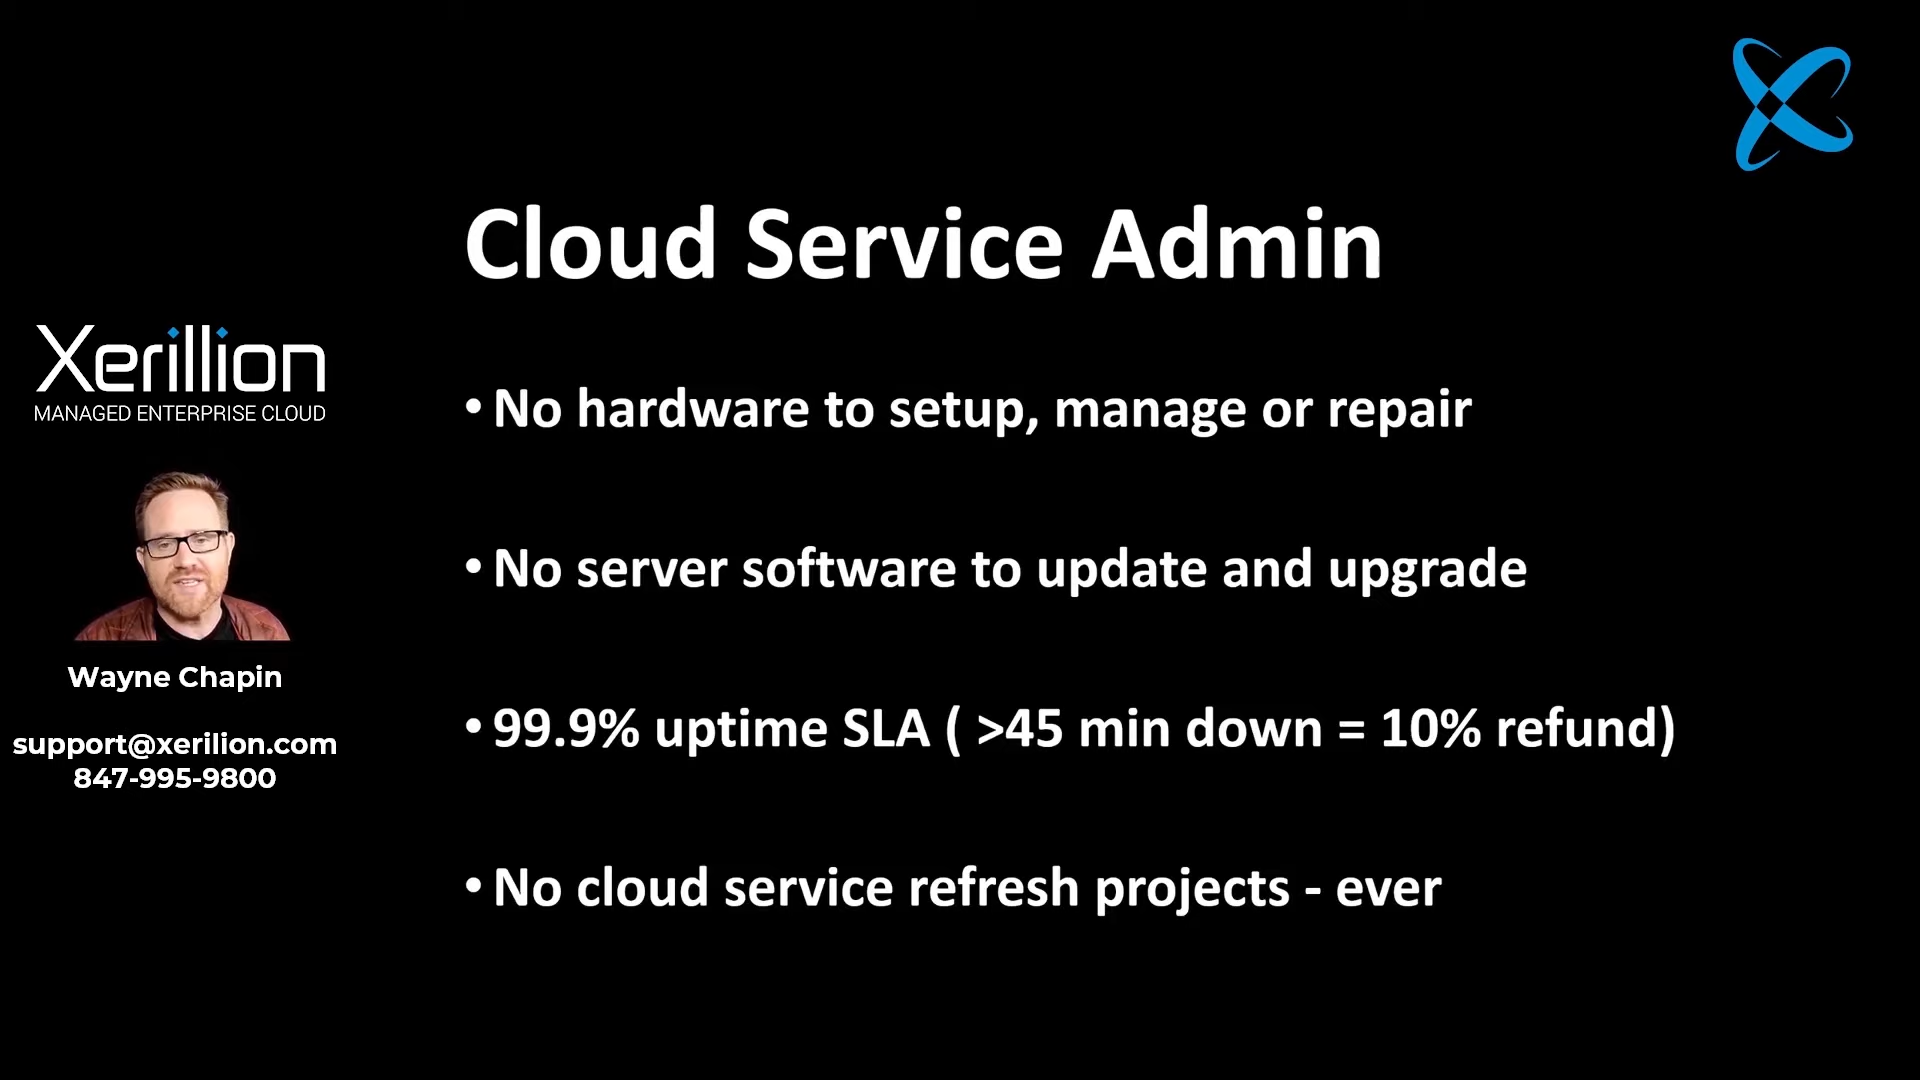 Cloud Service Admin
Xerillion
MANAGED ENTERPRISE CLOUD
• No hardware to setup, manage or repair
• No server software to update and upgrade
• 99.9% uptime SLA ( >45 min down = 10% refund)
• No cloud service refresh projects - ever
Wayne Chapin
support@xerilion.com
847-995-9800